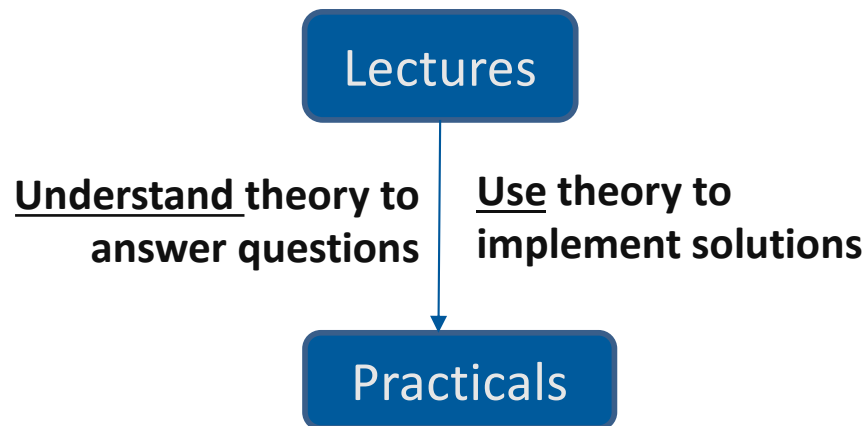 Lectures
Understand theory to
answer questions
Use theory to
implement solutions
Practicals